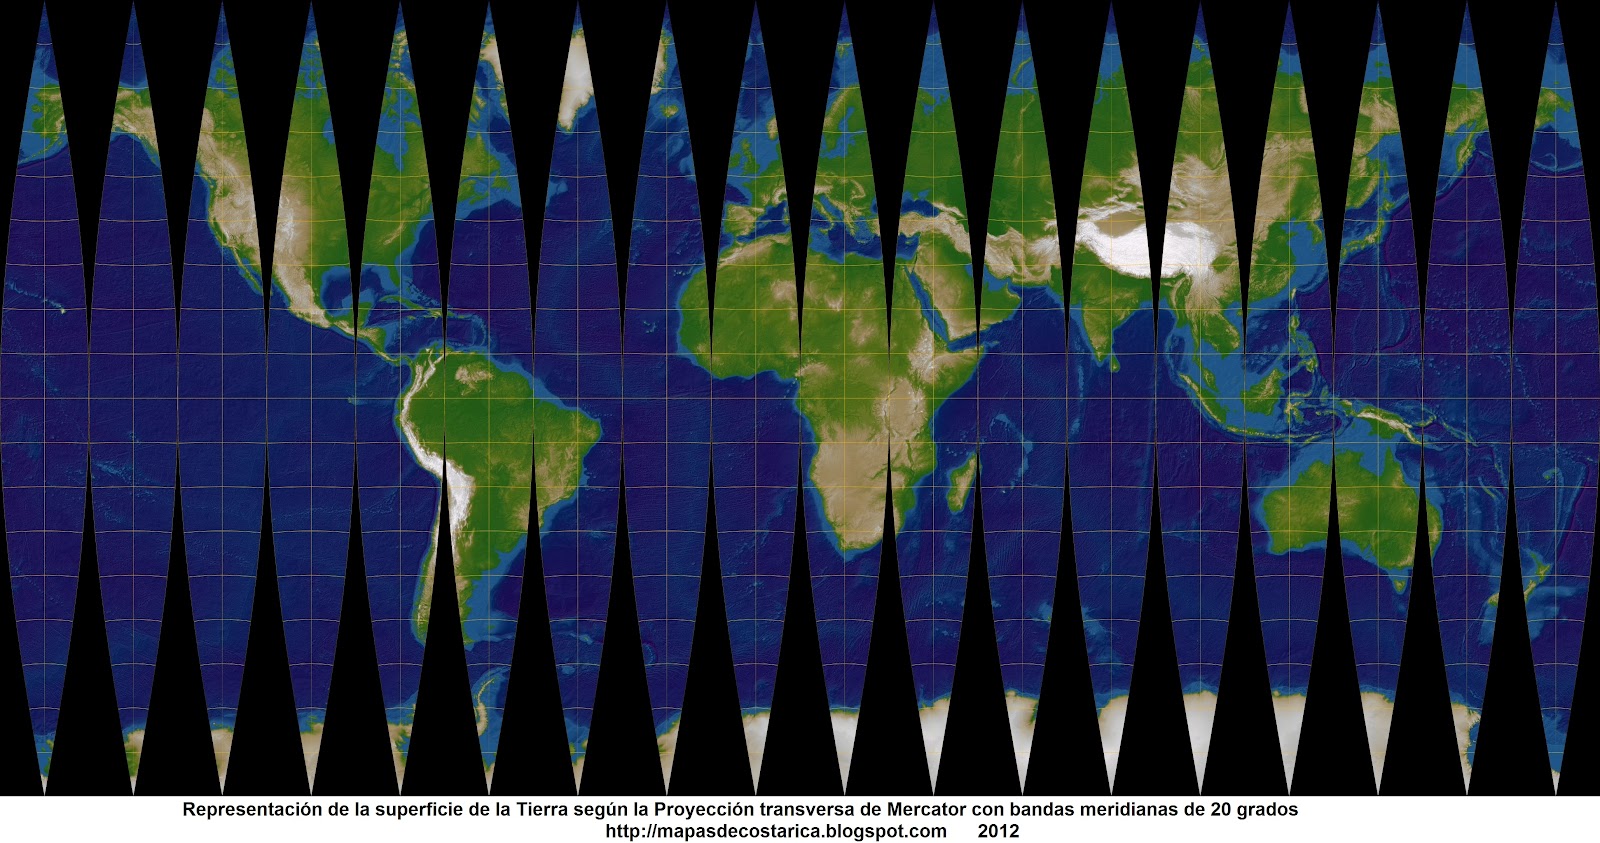 Representación de la superficie de la Tierra según la Proyección transversa de Mercator con bandas meridianas de 20 grados
http://mapasdecostarica.blogspot.com 2012